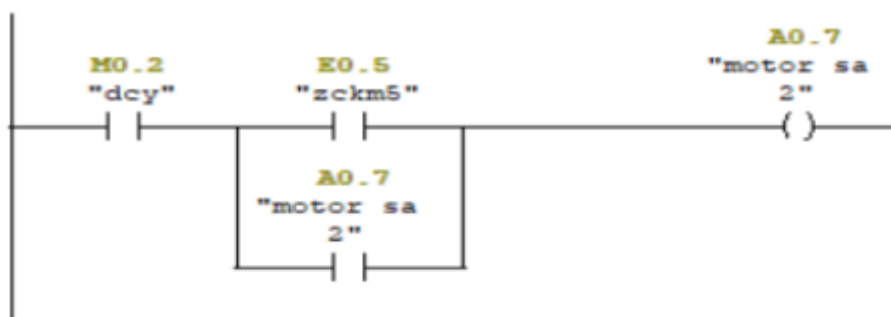 A0.7
M0.2 E0.5 "motor sa
"dcy" "zckm5" 2"
A0.7
"motor sa
2"